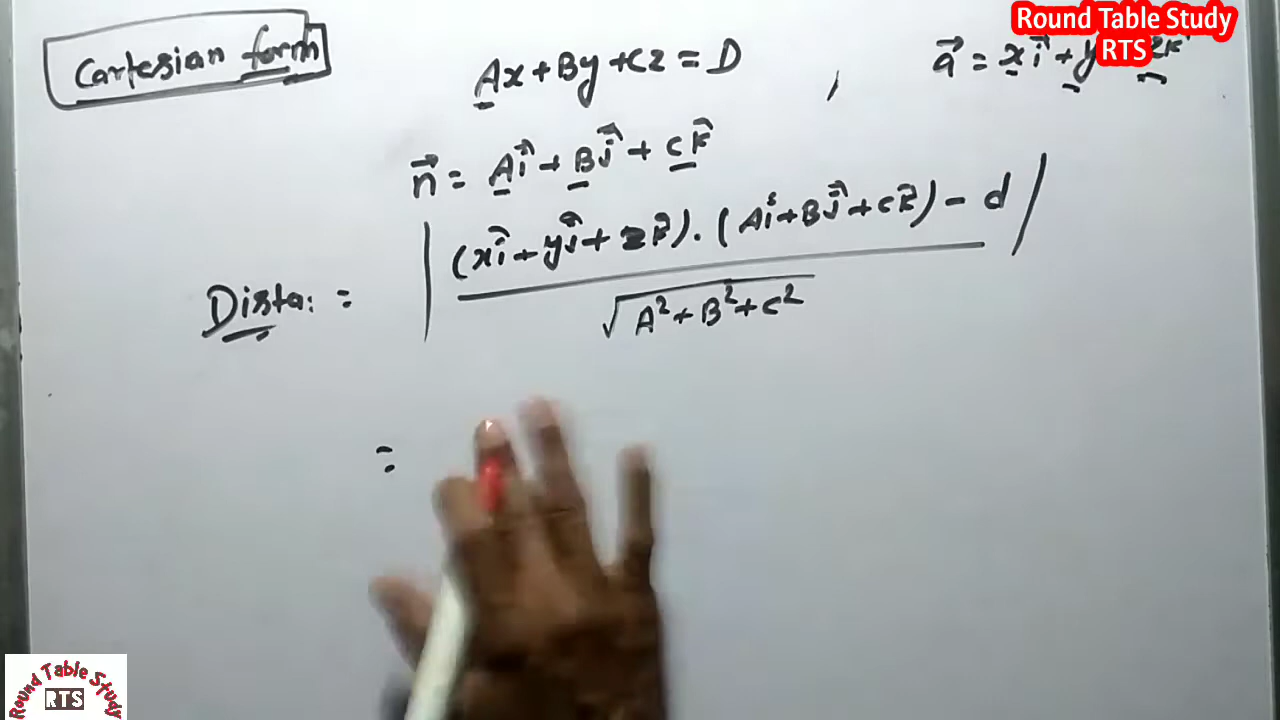 Round Table Study
RTS
Cartesian form
Ax + By + Cz = D , a⃗ = xî + y
n⃗ = Aî + Bĵ + Ck̂
Dista: = | (xî + yĵ + zk̂) . (Aî + Bĵ + Ck̂) - d |
√A² + B² + C²
=
Round Table Study
RTS